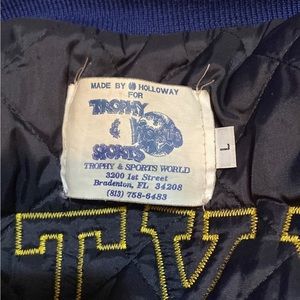 MADE BY HOLLOWAY
FOR
TROPHY
& World
SPORTS
TROPHY & SPORTS WORLD
3200 1st Street
Bradenton, FL 34208
(813) 758-6483
L
TV